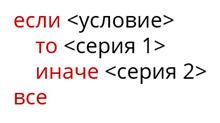 если <условие>
то <серия 1>
иначе <серия 2>
все